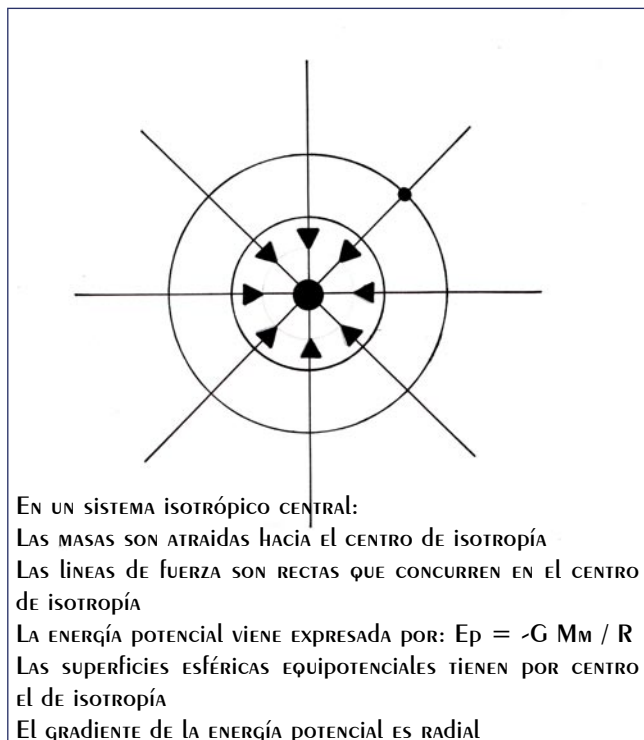 En un sistema isotrópico central:
Las masas son atraidas hacia el centro de isotropía
Las lineas de fuerza son rectas que concurren en el centro
de isotropía
La energía potencial viene expresada por: Ep = -G Mm / R
Las superficies esféricas equipotenciales tienen por centro
el de isotropía
El gradiente de la energía potencial es radial